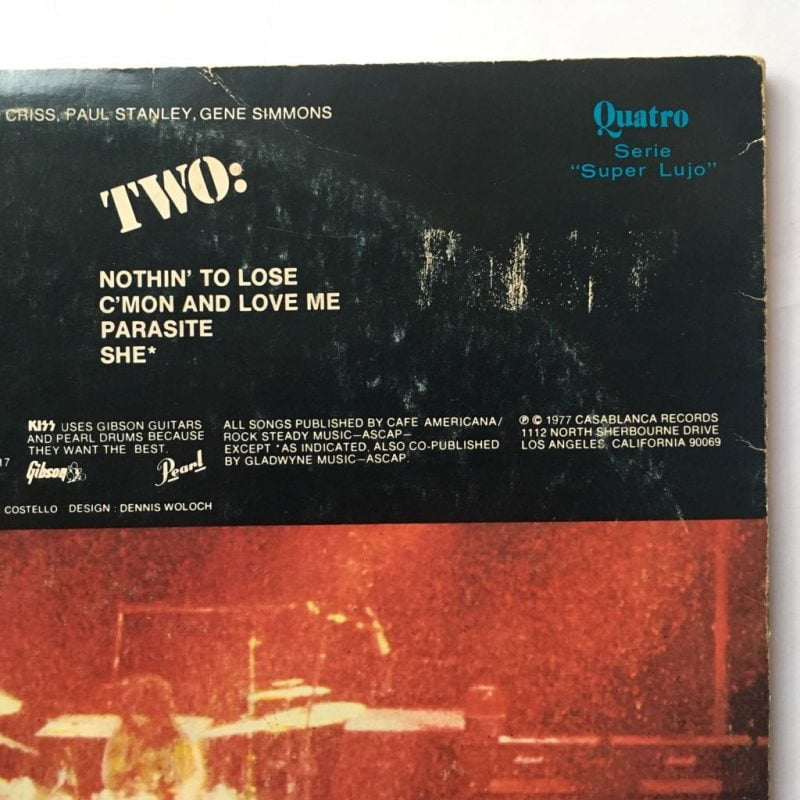 CRISS, PAUL STANLEY, GENE SIMMONS
Quatro
Serie
"Super Lujo"
TWO:
NOTHIN' TO LOSE
C'MON AND LOVE ME
PARASITE
SHE*
KISS USES GIBSON GUITARS
AND PEARL DRUMS BECAUSE
THEY WANT THE BEST.
Gibson Pearl
17
ALL SONGS PUBLISHED BY CAFE AMERICANA/
ROCK STEADY MUSIC—ASCAP—
EXCEPT *AS INDICATED, ALSO CO-PUBLISHED
BY GLADWYNE MUSIC—ASCAP.
℗ © 1977 CASABLANCA RECORDS
1112 NORTH SHERBOURNE DRIVE
LOS ANGELES, CALIFORNIA 90069
COSTELLO DESIGN: DENNIS WOLOCH